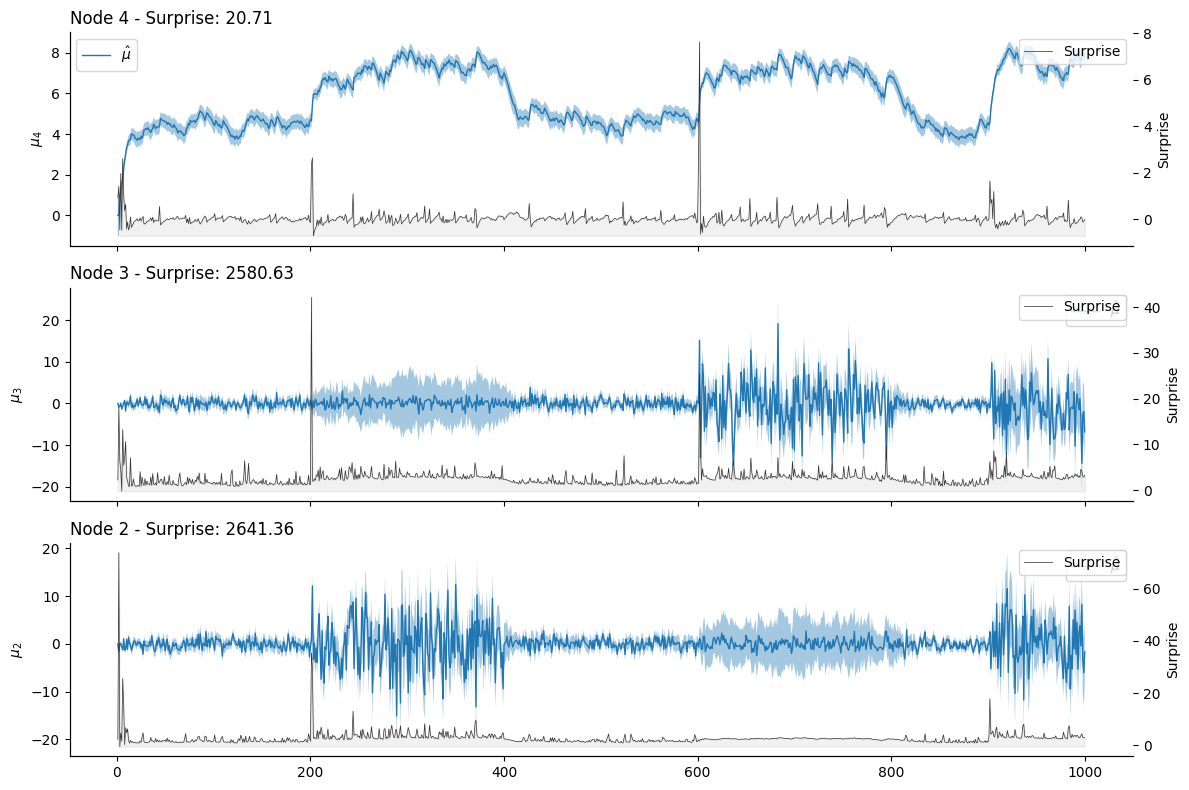 Node 4 - Surprise: 20.71
μ̂
Surprise
8
6
4
2
0
μ₄
8
6
4
2
0
Surprise
Node 3 - Surprise: 2580.63
Surprise
μ̂
20
10
0
−10
−20
μ₃
40
30
20
10
0
Surprise
Node 2 - Surprise: 2641.36
Surprise
μ̂
20
10
0
−10
−20
μ₂
60
40
20
0
Surprise
0 200 400 600 800 1000